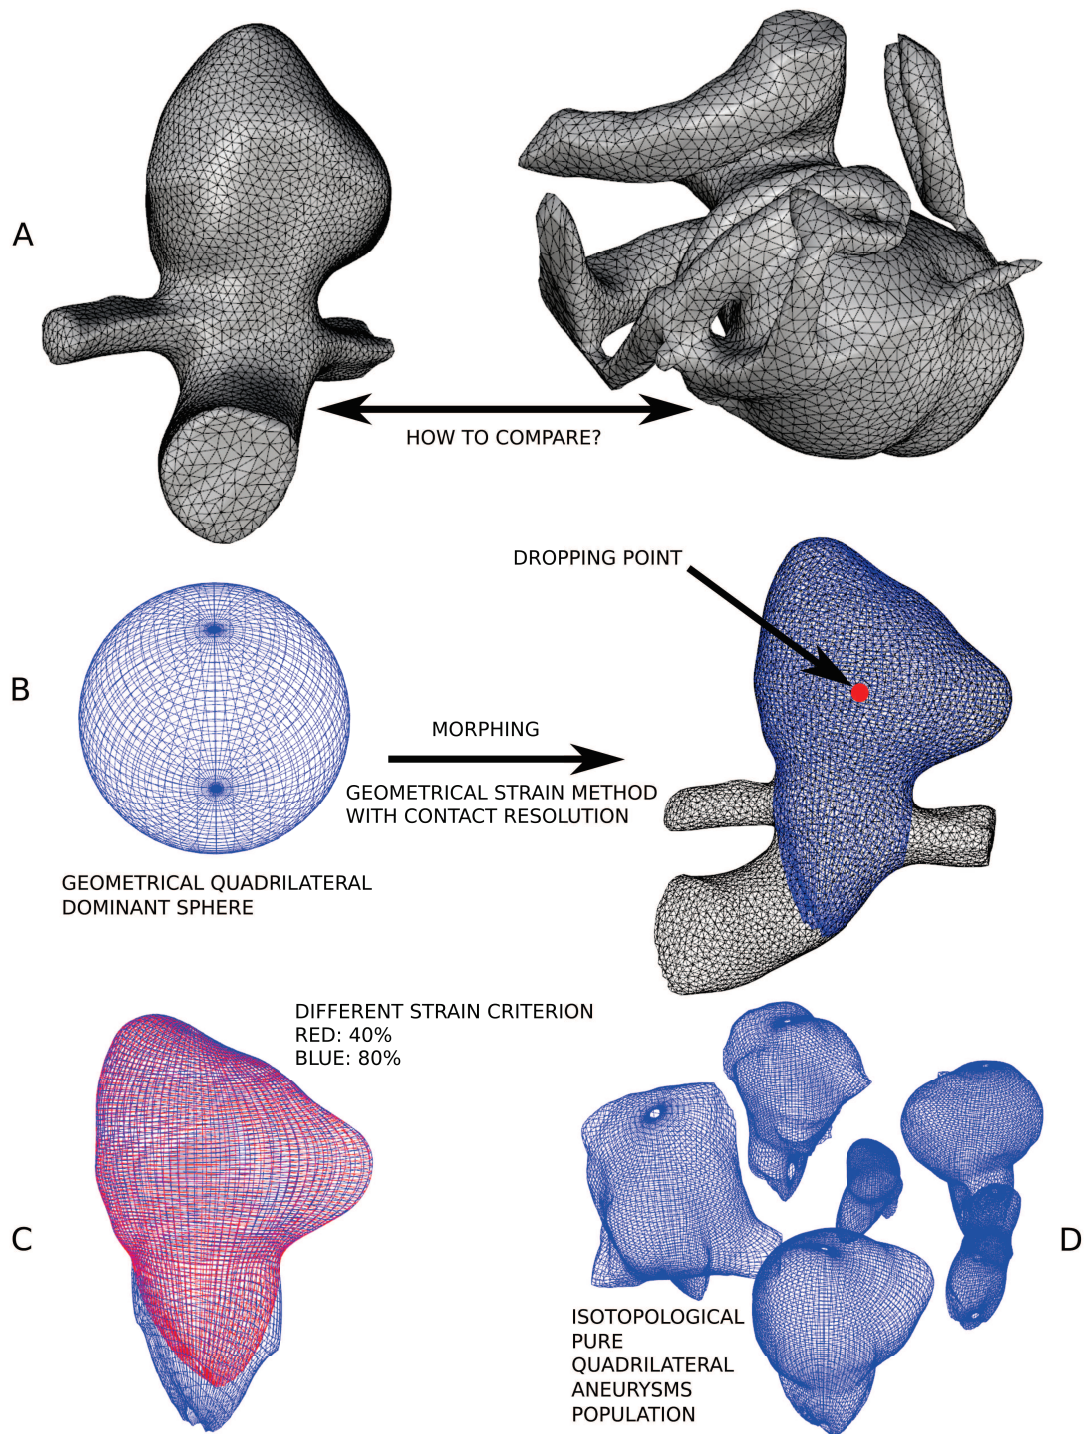 A
HOW TO COMPARE?
DROPPING POINT
B
MORPHING
GEOMETRICAL STRAIN METHOD
WITH CONTACT RESOLUTION
GEOMETRICAL QUADRILATERAL
DOMINANT SPHERE
DIFFERENT STRAIN CRITERION
RED: 40%
BLUE: 80%
C
D
ISOTOPOLOGICAL
PURE
QUADRILATERAL
ANEURYSMS
POPULATION